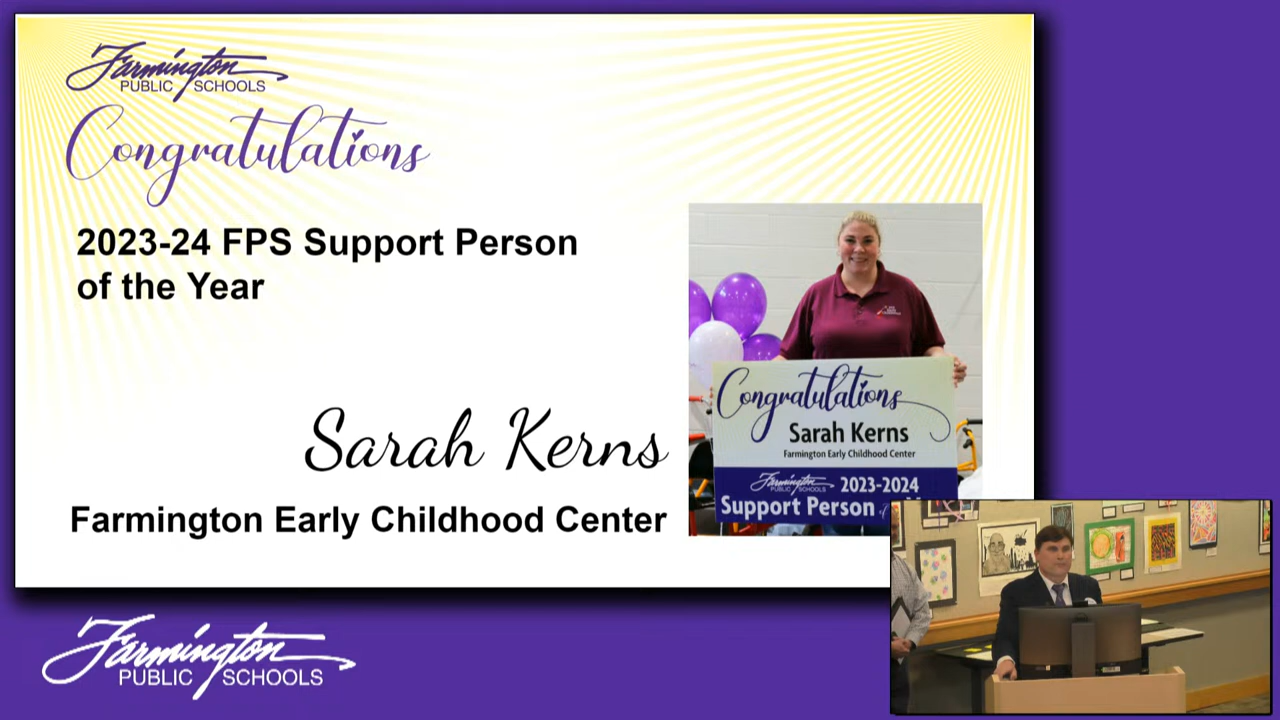 Farmington
PUBLIC SCHOOLS
Congratulations
2023-24 FPS Support Person
of the Year
Sarah Kerns
Farmington Early Childhood Center
Congratulations
Sarah Kerns
Farmington Early Childhood Center
Farmington
PUBLIC SCHOOLS
2023-2024
Support Person
Farmington
PUBLIC SCHOOLS